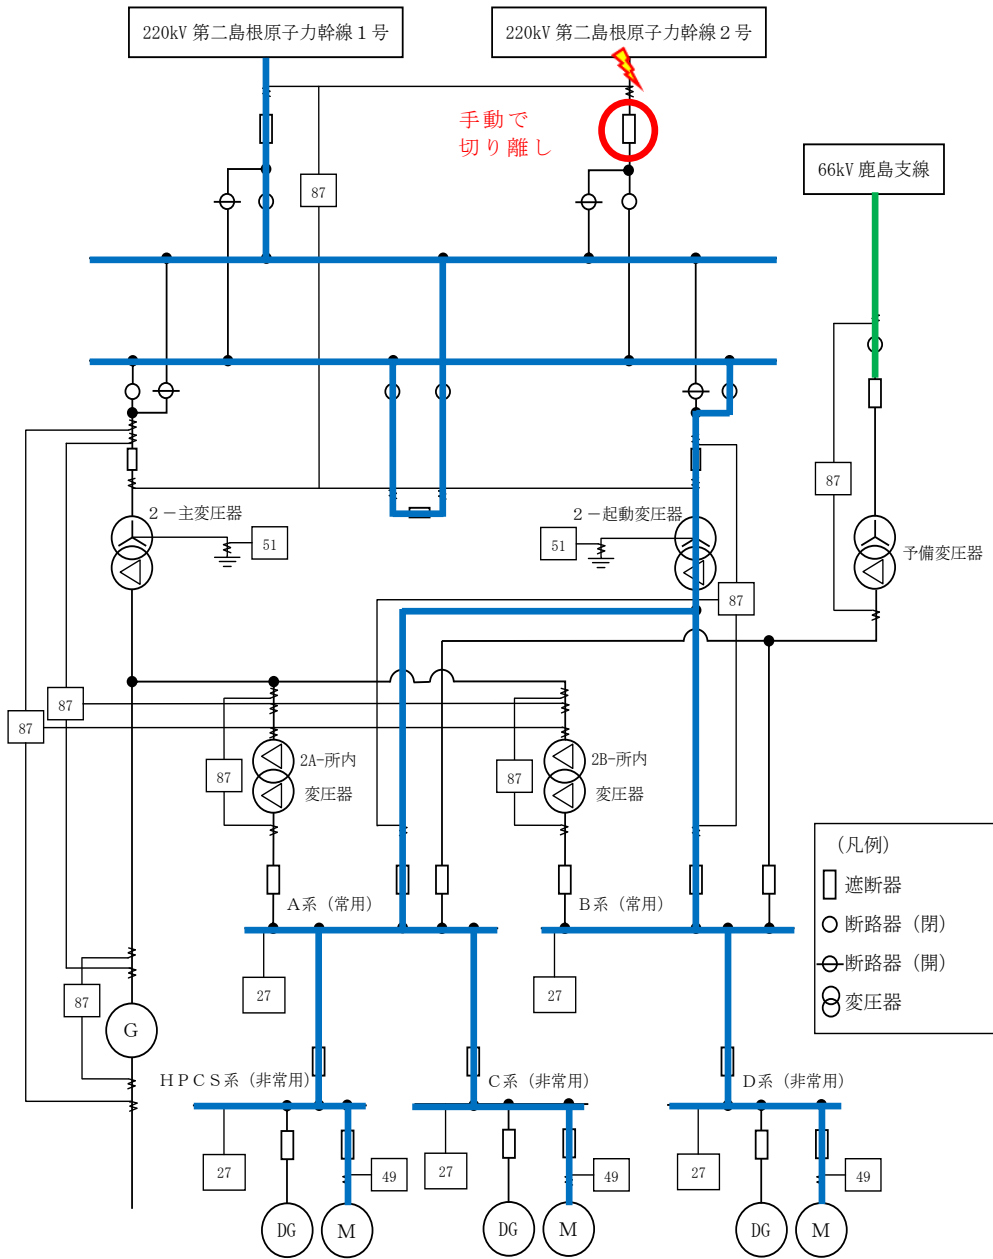 220kV 第二島根原子力幹線１号
220kV 第二島根原子力幹線２号
手動で
切り離し
66kV 鹿島支線
87
87
２－主変圧器
51
２－起動変圧器
51
予備変圧器
87
87
87
2A-所内
変圧器
87
2B-所内
変圧器
87
(凡例)
遮断器
断路器（閉）
断路器（開）
変圧器
Ａ系（常用）
Ｂ系（常用）
27
27
87
G
ＨＰＣＳ系（非常用）
Ｃ系（非常用）
Ｄ系（非常用）
27
49
27
49
27
49
DG
M
DG
M
DG
M